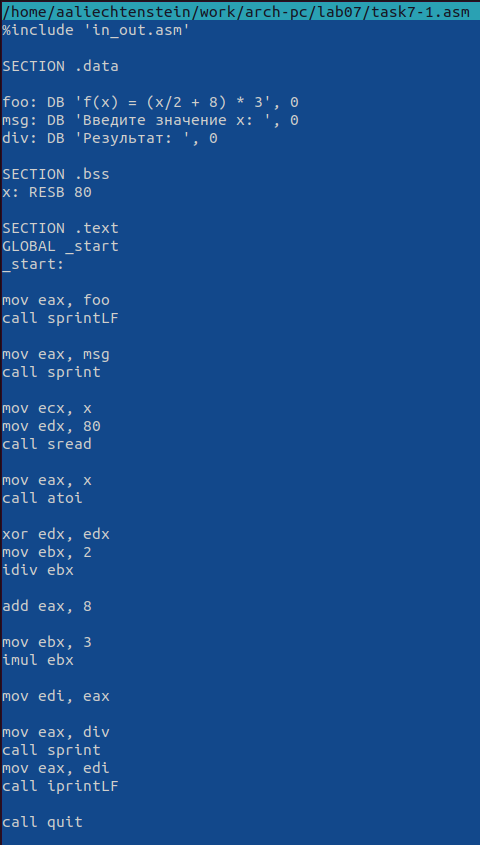 /home/aaliechtenstein/work/arch-pc/lab07/task7-1.asm
%include 'in_out.asm'
SECTION .data
foo: DB 'f(x) = (x/2 + 8) * 3', 0
msg: DB 'Введите значение x: ', 0
div: DB 'Результат: ', 0
SECTION .bss
x: RESB 80
SECTION .text
GLOBAL _start
_start:
mov eax, foo
call sprintLF
mov eax, msg
call sprint
mov ecx, x
mov edx, 80
call sread
mov eax, x
call atoi
xor edx, edx
mov ebx, 2
idiv ebx
add eax, 8
mov ebx, 3
imul ebx
mov edi, eax
mov eax, div
call sprint
mov eax, edi
call iprintLF
call quit